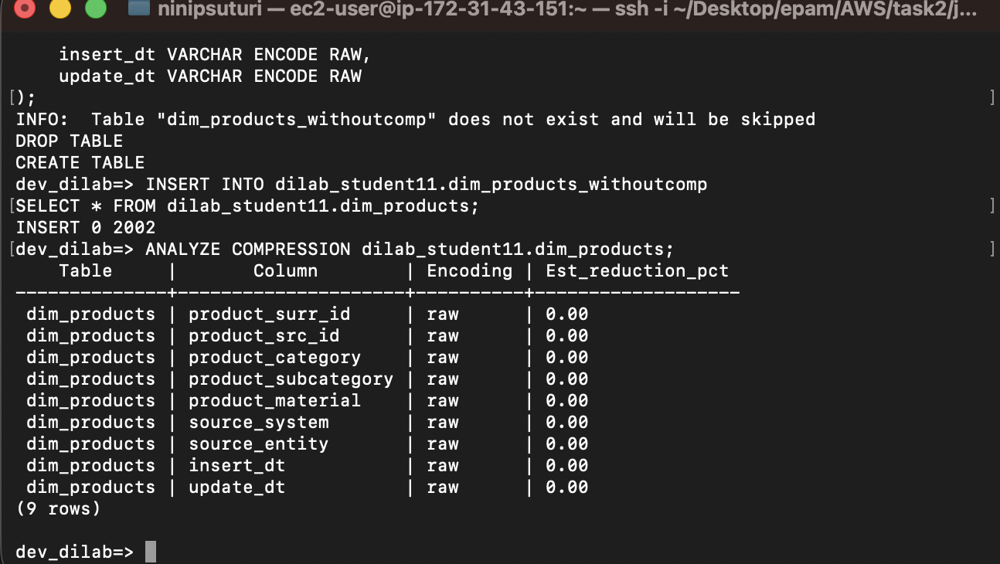 ninipsuturi — ec2-user@ip-172-31-43-151:~ — ssh -i ~/Desktop/epam/AWS/task2/j...
    insert_dt VARCHAR ENCODE RAW,
    update_dt VARCHAR ENCODE RAW
[);                                                                                       ]
INFO:  Table "dim_products_withoutcomp" does not exist and will be skipped
DROP TABLE
CREATE TABLE
dev_dilab=> INSERT INTO dilab_student11.dim_products_withoutcomp
[SELECT * FROM dilab_student11.dim_products;                                               ]
INSERT 0 2002
[dev_dilab=> ANALYZE COMPRESSION dilab_student11.dim_products;                             ]
    Table     |       Column        | Encoding | Est_reduction_pct
--------------+---------------------+----------+-------------------
 dim_products | product_surr_id     | raw      | 0.00
 dim_products | product_src_id      | raw      | 0.00
 dim_products | product_category    | raw      | 0.00
 dim_products | product_subcategory | raw      | 0.00
 dim_products | product_material    | raw      | 0.00
 dim_products | source_system       | raw      | 0.00
 dim_products | source_entity       | raw      | 0.00
 dim_products | insert_dt           | raw      | 0.00
 dim_products | update_dt           | raw      | 0.00
(9 rows)
dev_dilab=>